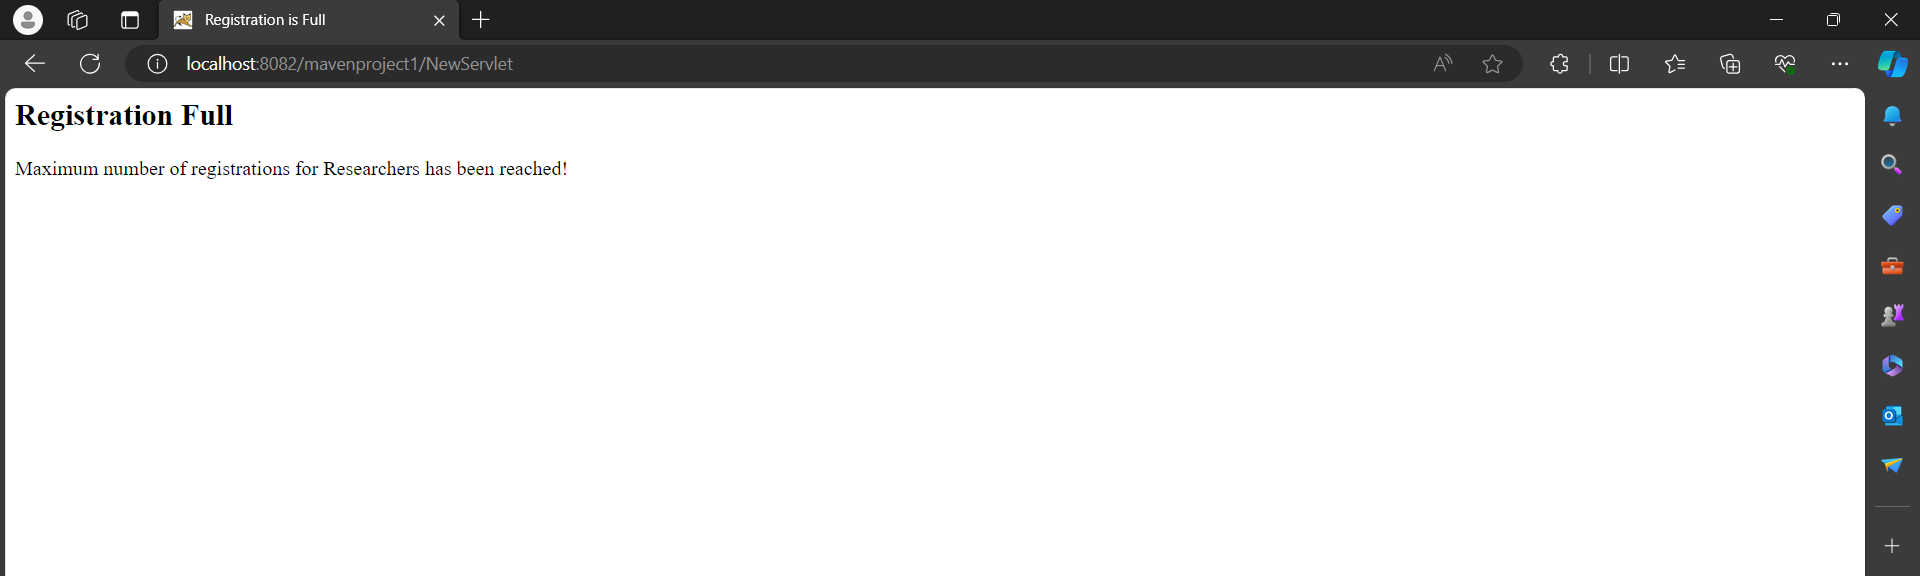 Registration is Full
localhost:8082/mavenproject1/NewServlet
Registration Full
Maximum number of registrations for Researchers has been reached!